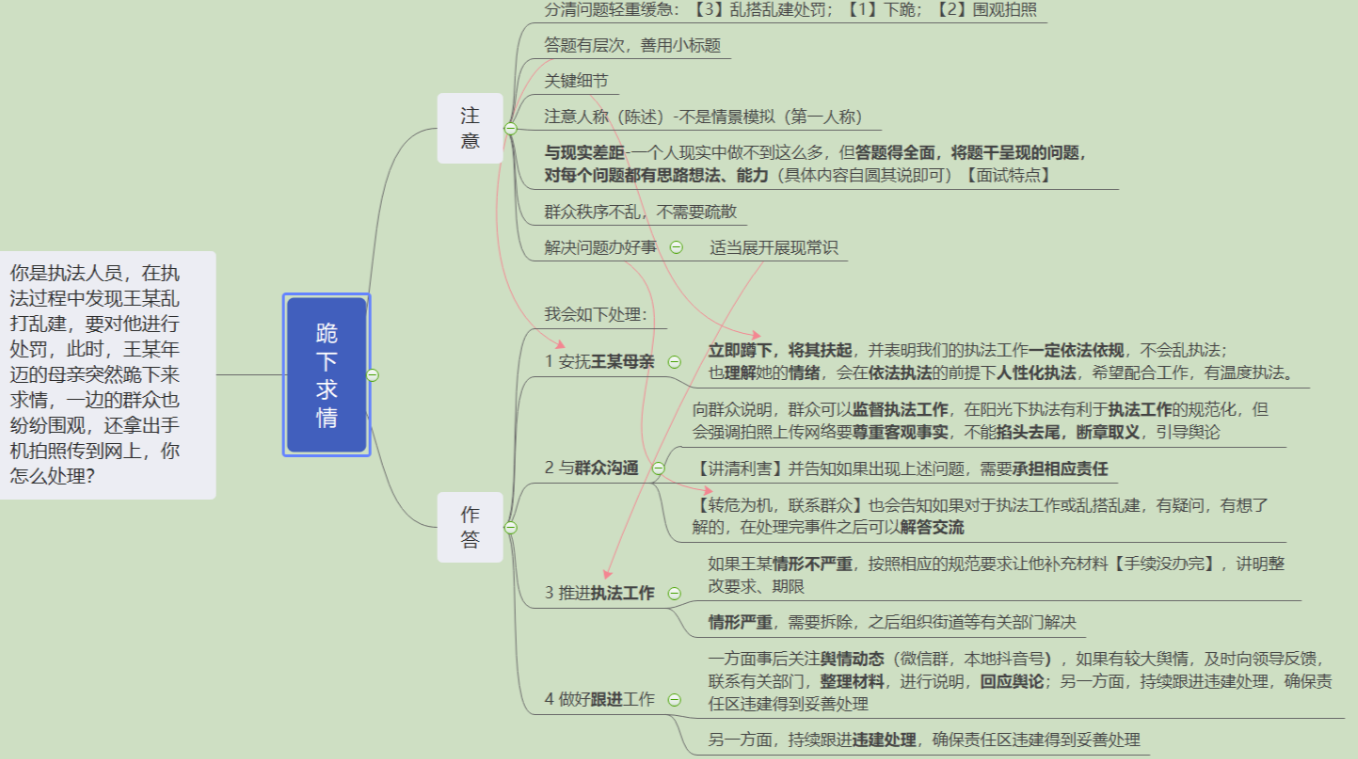 你是执法人员，在执
法过程中发现王某乱
打乱建，要对他进行
处罚，此时，王某年
迈的母亲突然跪下来
求情，一边的群众也
纷纷围观，还拿出手
机拍照传到网上，你
怎么处理？
跪
下
求
情
注
意
分清问题轻重缓急：【3】乱搭乱建处罚；【1】下跪；【2】围观拍照
答题有层次，善用小标题
关键细节
注意人称（陈述）-不是情景模拟（第一人称）
与现实差距-一个人现实中做不到这么多，但答题得全面，将题干呈现的问题，
对每个问题都有思路想法、能力（具体内容自圆其说即可）【面试特点】
群众秩序不乱，不需要疏散
解决问题办好事
适当展开展现常识
作
答
我会如下处理：
1 安抚王某母亲
立即蹲下，将其扶起，并表明我们的执法工作一定依法依规，不会乱执法；
也理解她的情绪，会在依法执法的前提下人性化执法，希望配合工作，有温度执法。
2 与群众沟通
向群众说明，群众可以监督执法工作，在阳光下执法有利于执法工作的规范化，但
会强调拍照上传网络要尊重客观事实，不能掐头去尾，断章取义，引导舆论
【讲清利害】并告知如果出现上述问题，需要承担相应责任
【转危为机，联系群众】也会告知如果对于执法工作或乱搭乱建，有疑问，有想了
解的，在处理完事件之后可以解答交流
3 推进执法工作
如果王某情形不严重，按照相应的规范要求让他补充材料【手续没办完】，讲明整
改要求、期限
情形严重，需要拆除，之后组织街道等有关部门解决
4 做好跟进工作
一方面事后关注舆情动态（微信群，本地抖音号），如果有较大舆情，及时向领导反馈，
联系有关部门，整理材料，进行说明，回应舆论；另一方面，持续跟进违建处理，确保责
任区违建得到妥善处理
另一方面，持续跟进违建处理，确保责任区违建得到妥善处理